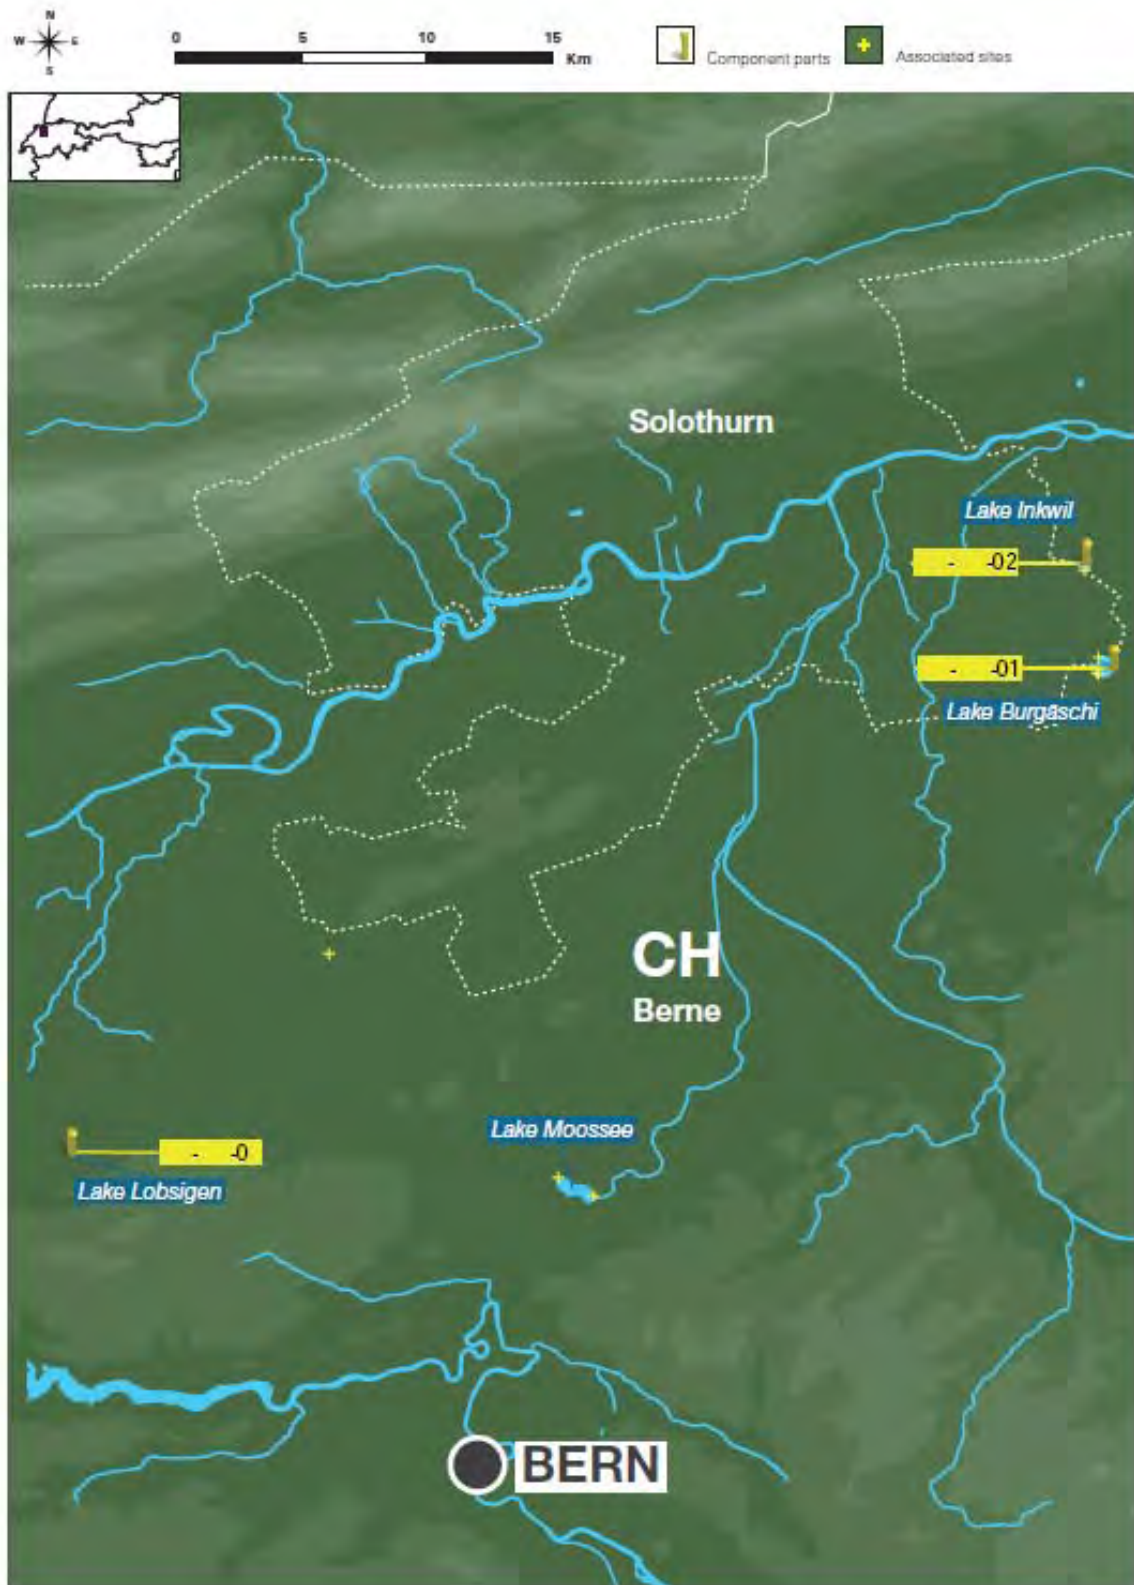 N
W E
S
0 5 10 15
Km
Component parts
Associated sites
Solothurn
Lake Inkwil
- -02
- -01
Lake Burgäschi
CH
Berne
Lake Moossee
- -0
Lake Lobsigen
BERN